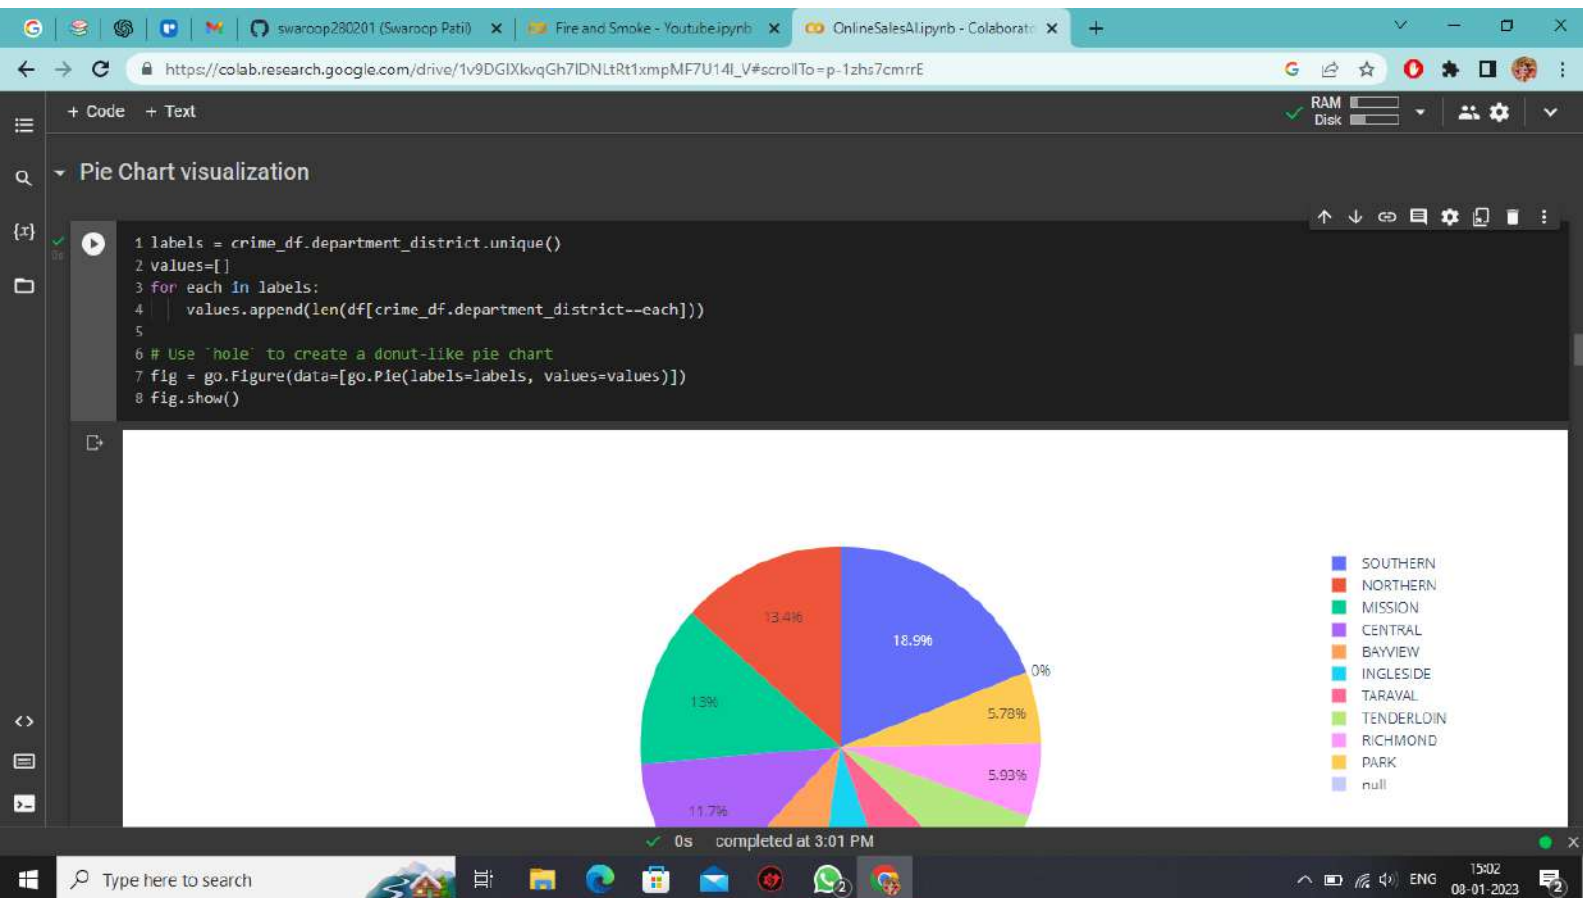 swaroop280201 (Swaroop Patil)
Fire and Smoke - Youtube.ipynb
OnlineSalesAI.ipynb - Colaborato
https://colab.research.google.com/drive/1v9DGIXkvqGh7IDNLtRt1xmpMF7U14I_V#scrollTo=p-1zhs7cmrrE
+ Code + Text
RAM
Disk
Pie Chart visualization
{x}
0s
1 labels = crime_df.department_district.unique()
2 values=[]
3 for each in labels:
4 values.append(len(df[crime_df.department_district==each]))
5
6 # Use `hole` to create a donut-like pie chart
7 fig = go.Figure(data=[go.Pie(labels=labels, values=values)])
8 fig.show()
13.4%
18.9%
0%
13%
5.78%
5.93%
11.7%
SOUTHERN
NORTHERN
MISSION
CENTRAL
BAYVIEW
INGLESIDE
TARAVAL
TENDERLOIN
RICHMOND
PARK
null
0s completed at 3:01 PM
Type here to search
2
ENG
15:02
08-01-2023
2